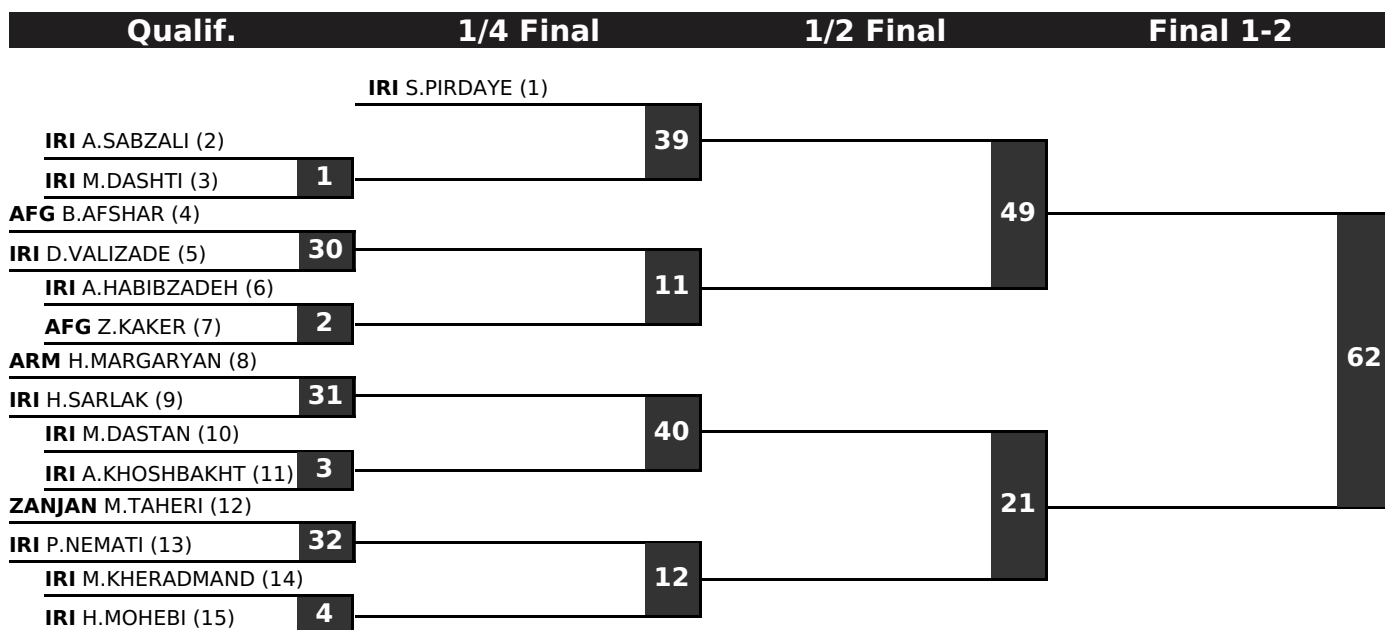 Qualif. 1/4 Final 1/2 Final Final 1-2
IRI S.PIRDAYE (1)
39
IRI A.SABZALI (2)
1
IRI M.DASHTI (3)
49
AFG B.AFSHAR (4)
30
IRI D.VALIZADE (5)
11
IRI A.HABIBZADEH (6)
2
AFG Z.KAKER (7)
62
ARM H.MARGARYAN (8)
31
IRI H.SARLAK (9)
40
IRI M.DASTAN (10)
3
IRI A.KHOSHBAKHT (11)
21
ZANJAN M.TAHERI (12)
32
IRI P.NEMATI (13)
12
IRI M.KHERADMAND (14)
4
IRI H.MOHEBI (15)